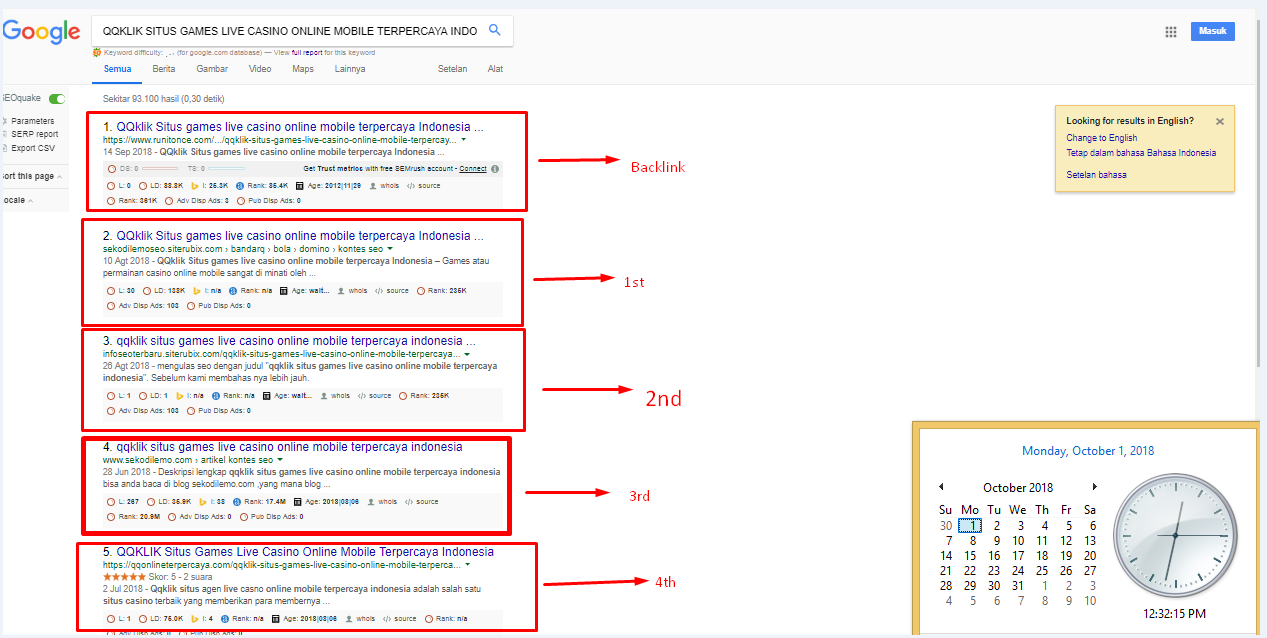 Google
QQKLIK SITUS GAMES LIVE CASINO ONLINE MOBILE TERPERCAYA INDO
Masuk
Keyword difficulty: ... (for google.com database) — View full report for this keyword
Semua Berita Gambar Video Maps Lainnya Setelan Alat
SEOquake
Parameters
SERP report
Export CSV
Sort this page
Locale
Sekitar 93.100 hasil (0,30 detik)
1. QQklik Situs games live casino online mobile terpercaya Indonesia ...
https://www.runitonce.com/.../qqklik-situs-games-live-casino-online-mobile-terpercay...
14 Sep 2018 - QQklik Situs games live casino online mobile terpercaya Indonesia ...
DS: 0 TS: 0 Get Trust metrics with free SEMrush account - Connect
L: 0 LD: 88.8K I: 25.3K Rank: 85.4K Age: 2012|11|29 whois source
Rank: 361K Adv Disp Ads: 3 Pub Disp Ads: 0
Backlink
2. QQklik Situs games live casino online mobile terpercaya Indonesia ...
sekodilemoseo.siterubix.com › bandarq › bola › domino › kontes seo
10 Agt 2018 - QQklik Situs games live casino online mobile terpercaya Indonesia – Games atau
permainan casino online mobile sangat di minati oleh ...
L: 30 LD: 138K I: n/a Rank: n/a Age: wait... whois source Rank: 235K
Adv Disp Ads: 103 Pub Disp Ads: 0
1st
3. qqklik situs games live casino online mobile terpercaya indonesia ...
infoseoterbaru.siterubix.com/qqklik-situs-games-live-casino-online-mobile-terpercaya...
26 Agt 2018 - mengulas seo dengan judul "qqklik situs games live casino online mobile terpercaya
indonesia". Sebelum kami membahas nya lebih jauh.
L: 1 LD: 1 I: n/a Rank: n/a Age: wait... whois source Rank: 235K
Adv Disp Ads: 103 Pub Disp Ads: 0
2nd
4. qqklik situs games live casino online mobile terpercaya indonesia
www.sekodilemo.com › artikel kontes seo
28 Jun 2018 - Deskripsi lengkap qqklik situs games live casino online mobile terpercaya indonesia
bisa anda baca di blog sekodilemo.com ,yang mana blog ...
L: 267 LD: 35.9K I: 38 Rank: 17.4M Age: 2018|03|06 whois source
Rank: 20.9M Adv Disp Ads: 0 Pub Disp Ads: 0
3rd
5. QQKLIK Situs Games Live Casino Online Mobile Terpercaya Indonesia
https://qqonlineterpercaya.com/qqklik-situs-games-live-casino-online-mobile-terperca...
Skor: 5 - 2 suara
2 Jul 2018 - Qqklik situs agen live casno online mobile terpercaya indonesia adalah salah satu
situs casino terbaik yang memberikan para membernya ...
L: 1 LD: 75.0K I: 4 Rank: n/a Age: 2018|03|06 whois source Rank: n/a
Adv Disp Ads: 0 Pub Disp Ads: 0
4th
Looking for results in English?
Change to English
Tetap dalam bahasa Bahasa Indonesia
Setelan bahasa
Monday, October 1, 2018
October 2018
Su Mo Tu We Th Fr Sa
30 1 2 3 4 5 6
7 8 9 10 11 12 13
14 15 16 17 18 19 20
21 22 23 24 25 26 27
28 29 30 31 1 2 3
4 5 6 7 8 9 10
12:32:15 PM